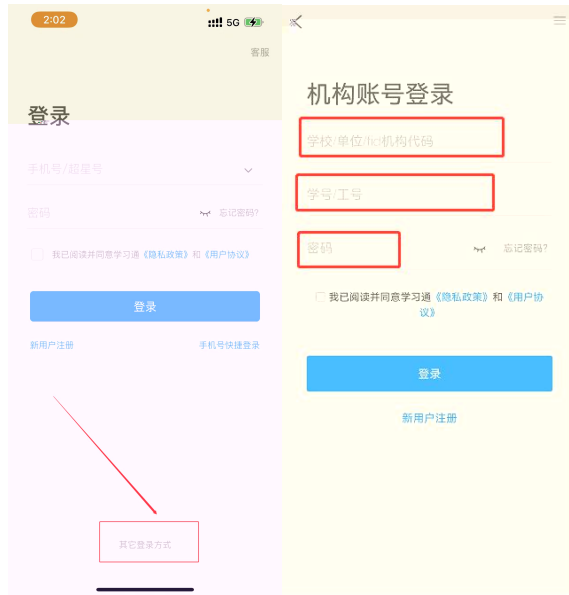 2:02
5G
客服
登录
手机号/超星号
密码
忘记密码?
我已阅读并同意学习通《隐私政策》和《用户协议》
登录
新用户注册
手机号快捷登录
其它登录方式
机构账号登录
学校/单位/fid/机构代码
学号/工号
密码
忘记密码?
我已阅读并同意学习通《隐私政策》和《用户协
议》
登录
新用户注册